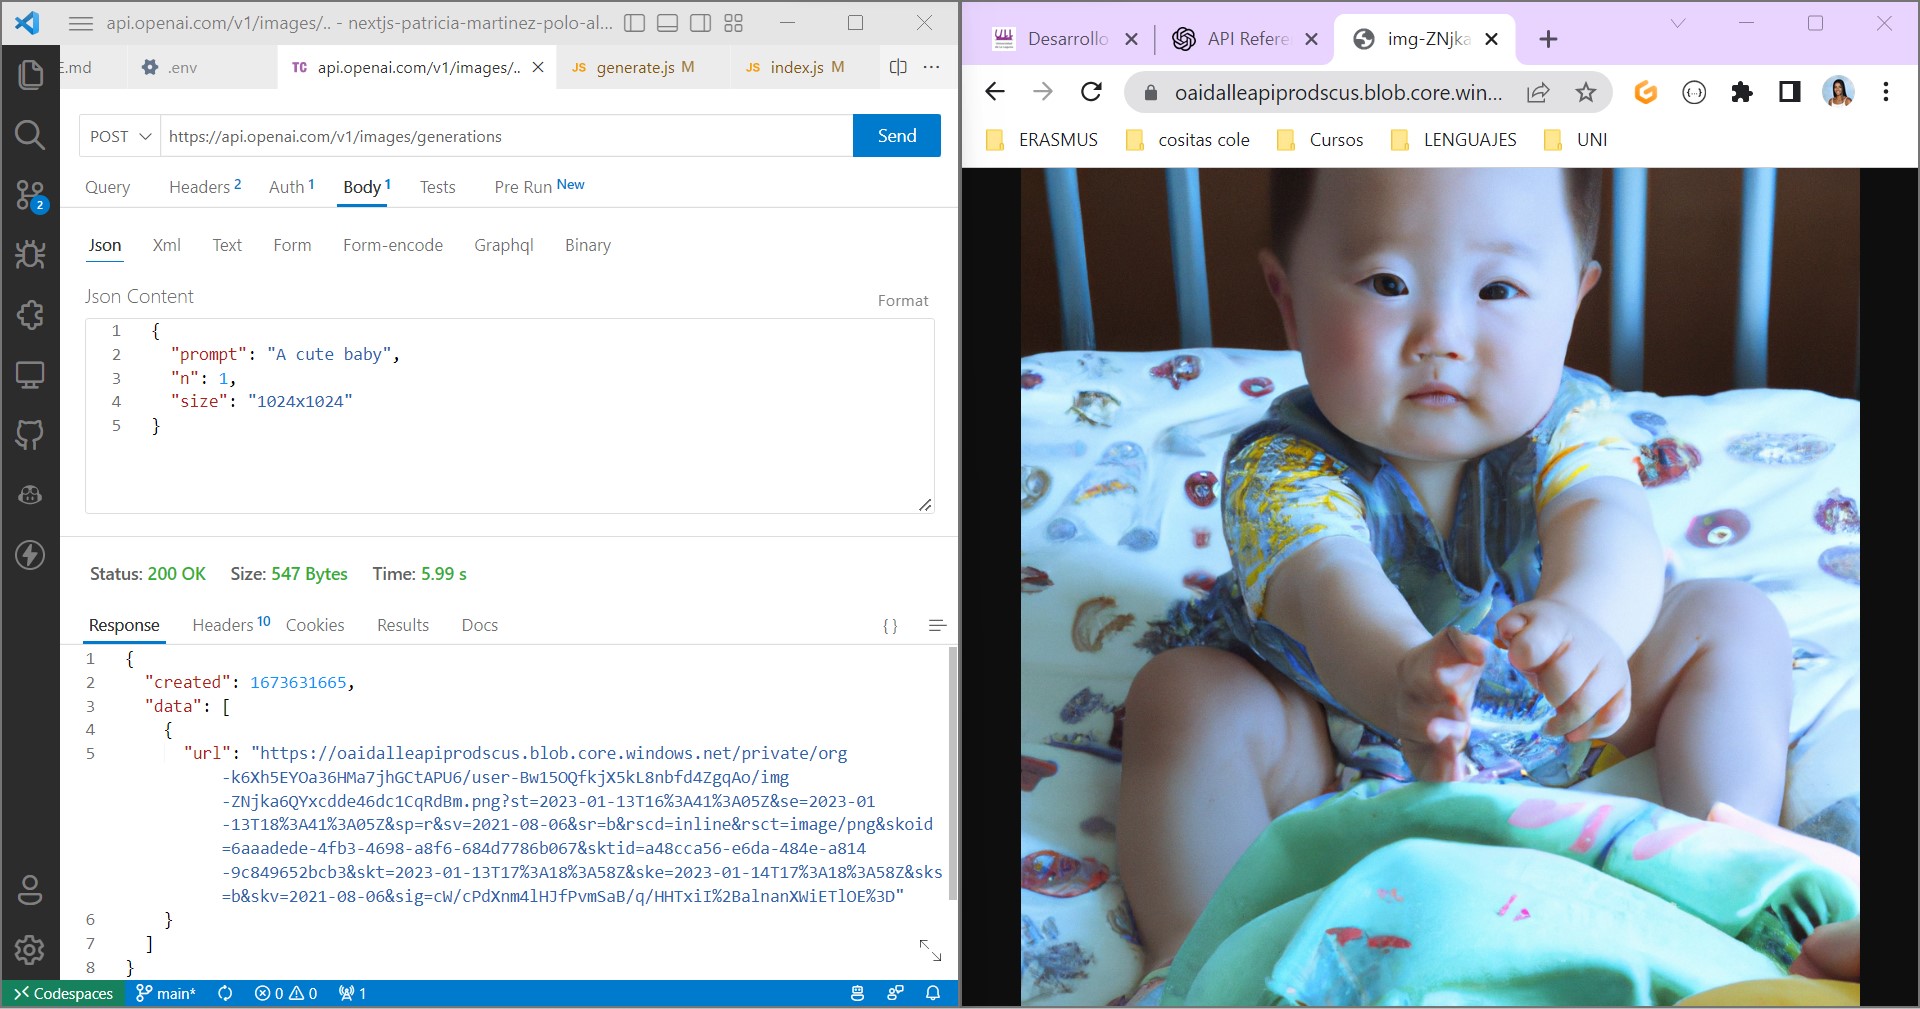 api.openai.com/v1/images/.. - nextjs-patricia-martinez-polo-al...
E.md
.env
TC api.openai.com/v1/images/..
JS generate.js M
JS index.js M
POST
https://api.openai.com/v1/images/generations
Send
Query
Headers 2
Auth 1
Body 1
Tests
Pre Run New
2
Json
Xml
Text
Form
Form-encode
Graphql
Binary
Json Content
Format
1 {
2 "prompt": "A cute baby",
3 "n": 1,
4 "size": "1024x1024"
5 }
Status: 200 OK Size: 547 Bytes Time: 5.99 s
Response
Headers 10
Cookies
Results
Docs
{ }
1 {
2 "created": 1673631665,
3 "data": [
4 {
5 "url": "https://oaidalleapiprodscus.blob.core.windows.net/private/org
-k6Xh5EYOa36HMa7jhGCtAPU6/user-Bw15OQfkjX5kL8nbfd4ZgqAo/img
-ZNjka6QYxcdde46dc1CqRdBm.png?st=2023-01-13T16%3A41%3A05Z&se=2023-01
-13T18%3A41%3A05Z&sp=r&sv=2021-08-06&sr=b&rscd=inline&rsct=image/png&skoid
=6aaadede-4fb3-4698-a8f6-684d7786b067&sktid=a48cca56-e6da-484e-a814
-9c849652bcb3&skt=2023-01-13T17%3A18%3A58Z&ske=2023-01-14T17%3A18%3A58Z&sks
=b&skv=2021-08-06&sig=cW/cPdXnm4lHJfPvmSaB/q/HHTxiI%2BalnanXWiETlOE%3D"
6 }
7 ]
8 }
Codespaces
main*
0
0
1
ULL
Desarrollo
API Refere
img-ZNjka
oaidalleapiprodscus.blob.core.win...
ERASMUS
cositas cole
Cursos
LENGUAJES
UNI